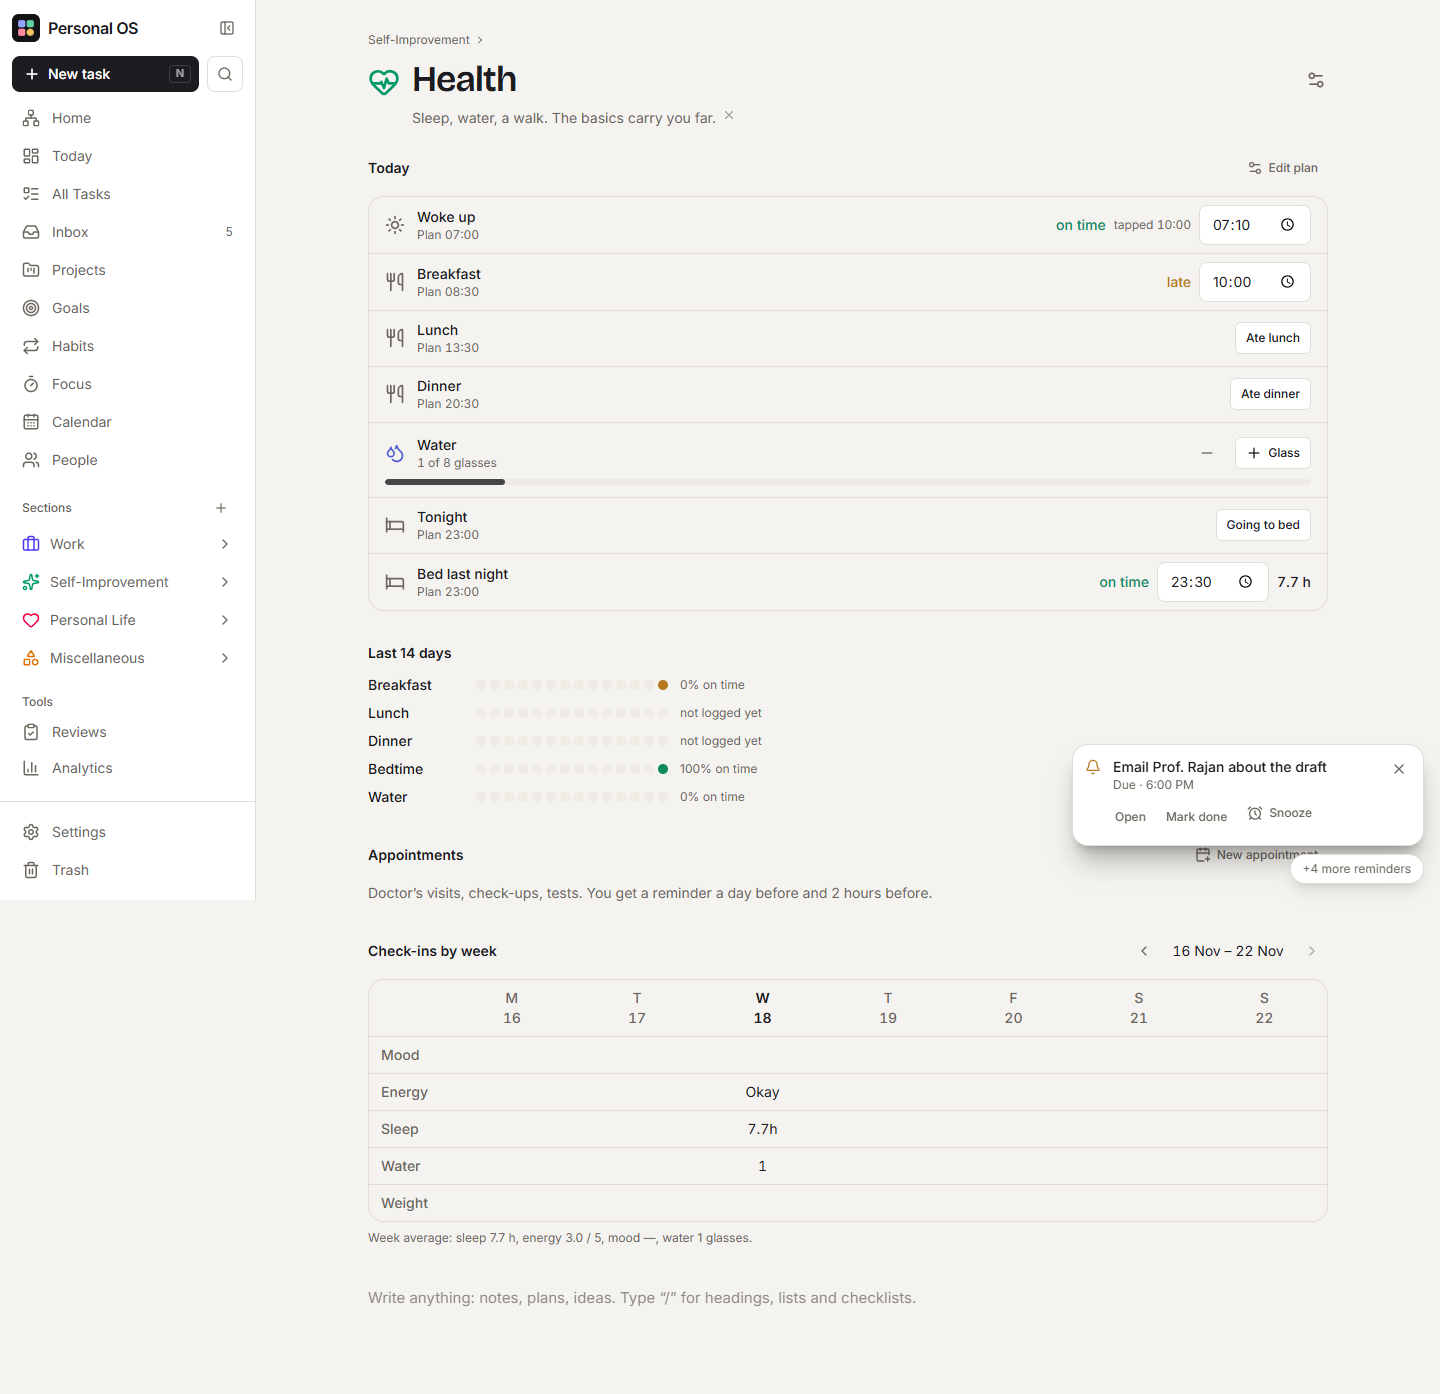 Personal OS
New task N
Home
Today
All Tasks
Inbox 5
Projects
Goals
Habits
Focus
Calendar
People
Sections
Work
Self-Improvement
Personal Life
Miscellaneous
Tools
Reviews
Analytics
Settings
Trash
Self-Improvement
Health
Sleep, water, a walk. The basics carry you far.
Today Edit plan
Woke up
Plan 07:00
on time tapped 10:00 07:10
Breakfast
Plan 08:30
late 10:00
Lunch
Plan 13:30
Ate lunch
Dinner
Plan 20:30
Ate dinner
Water
1 of 8 glasses
Glass
Tonight
Plan 23:00
Going to bed
Bed last night
Plan 23:00
on time 23:30 7.7 h
Last 14 days
Breakfast 0% on time
Lunch not logged yet
Dinner not logged yet
Bedtime 100% on time
Water 0% on time
Email Prof. Rajan about the draft
Due · 6:00 PM
Open Mark done Snooze
+4 more reminders
Appointments New appointment
Doctor’s visits, check-ups, tests. You get a reminder a day before and 2 hours before.
Check-ins by week 16 Nov – 22 Nov
M T W T F S S
16 17 18 19 20 21 22
Mood
Energy Okay
Sleep 7.7h
Water 1
Weight
Week average: sleep 7.7 h, energy 3.0 / 5, mood —, water 1 glasses.
Write anything: notes, plans, ideas. Type “/” for headings, lists and checklists.